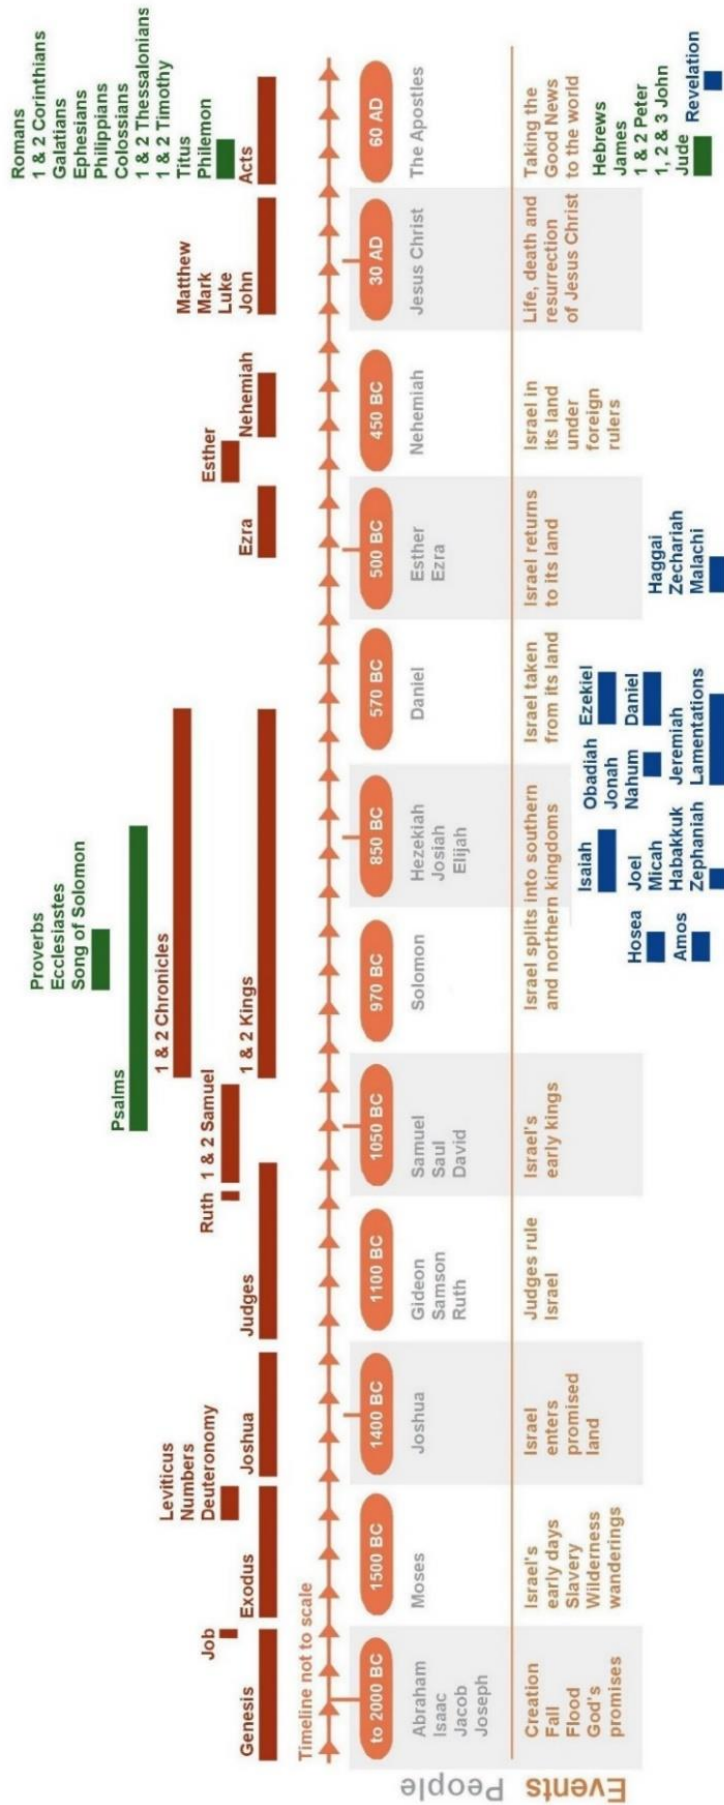 Genesis
Job
Exodus
Leviticus
Numbers
Deuteronomy
Joshua
Judges
Ruth
1 & 2 Samuel
Psalms
1 & 2 Chronicles
1 & 2 Kings
Proverbs
Ecclesiastes
Song of Solomon
Ezra
Esther
Nehemiah
Matthew
Mark
Luke
John
Romans
1 & 2 Corinthians
Galatians
Ephesians
Philippians
Colossians
1 & 2 Thessalonians
1 & 2 Timothy
Titus
Philemon
Acts
Timeline not to scale
to 2000 BC
1500 BC
1400 BC
1100 BC
1050 BC
970 BC
850 BC
570 BC
500 BC
450 BC
30 AD
60 AD
People
Abraham
Isaac
Jacob
Joseph
Moses
Joshua
Gideon
Samson
Ruth
Samuel
Saul
David
Solomon
Hezekiah
Josiah
Elijah
Daniel
Esther
Ezra
Nehemiah
Jesus Christ
The Apostles
Events
Creation
Fall
Flood
God's
promises
Israel's
early days
Slavery
Wilderness
wanderings
Israel
enters
promised
land
Judges rule
Israel
Israel's
early kings
Israel splits into southern
and northern kingdoms
Israel taken
from its land
Israel returns
to its land
Israel in
its land
under
foreign
rulers
Life, death and
resurrection
of Jesus Christ
Taking the
Good News
to the world
Hosea
Amos
Isaiah
Joel
Micah
Habakkuk
Zephaniah
Obadiah
Jonah
Nahum
Jeremiah
Lamentations
Ezekiel
Daniel
Haggai
Zechariah
Malachi
Hebrews
James
1 & 2 Peter
1, 2 & 3 John
Jude
Revelation